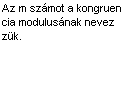 Az m számot a kongruen
cia modulusának nevez
zük.